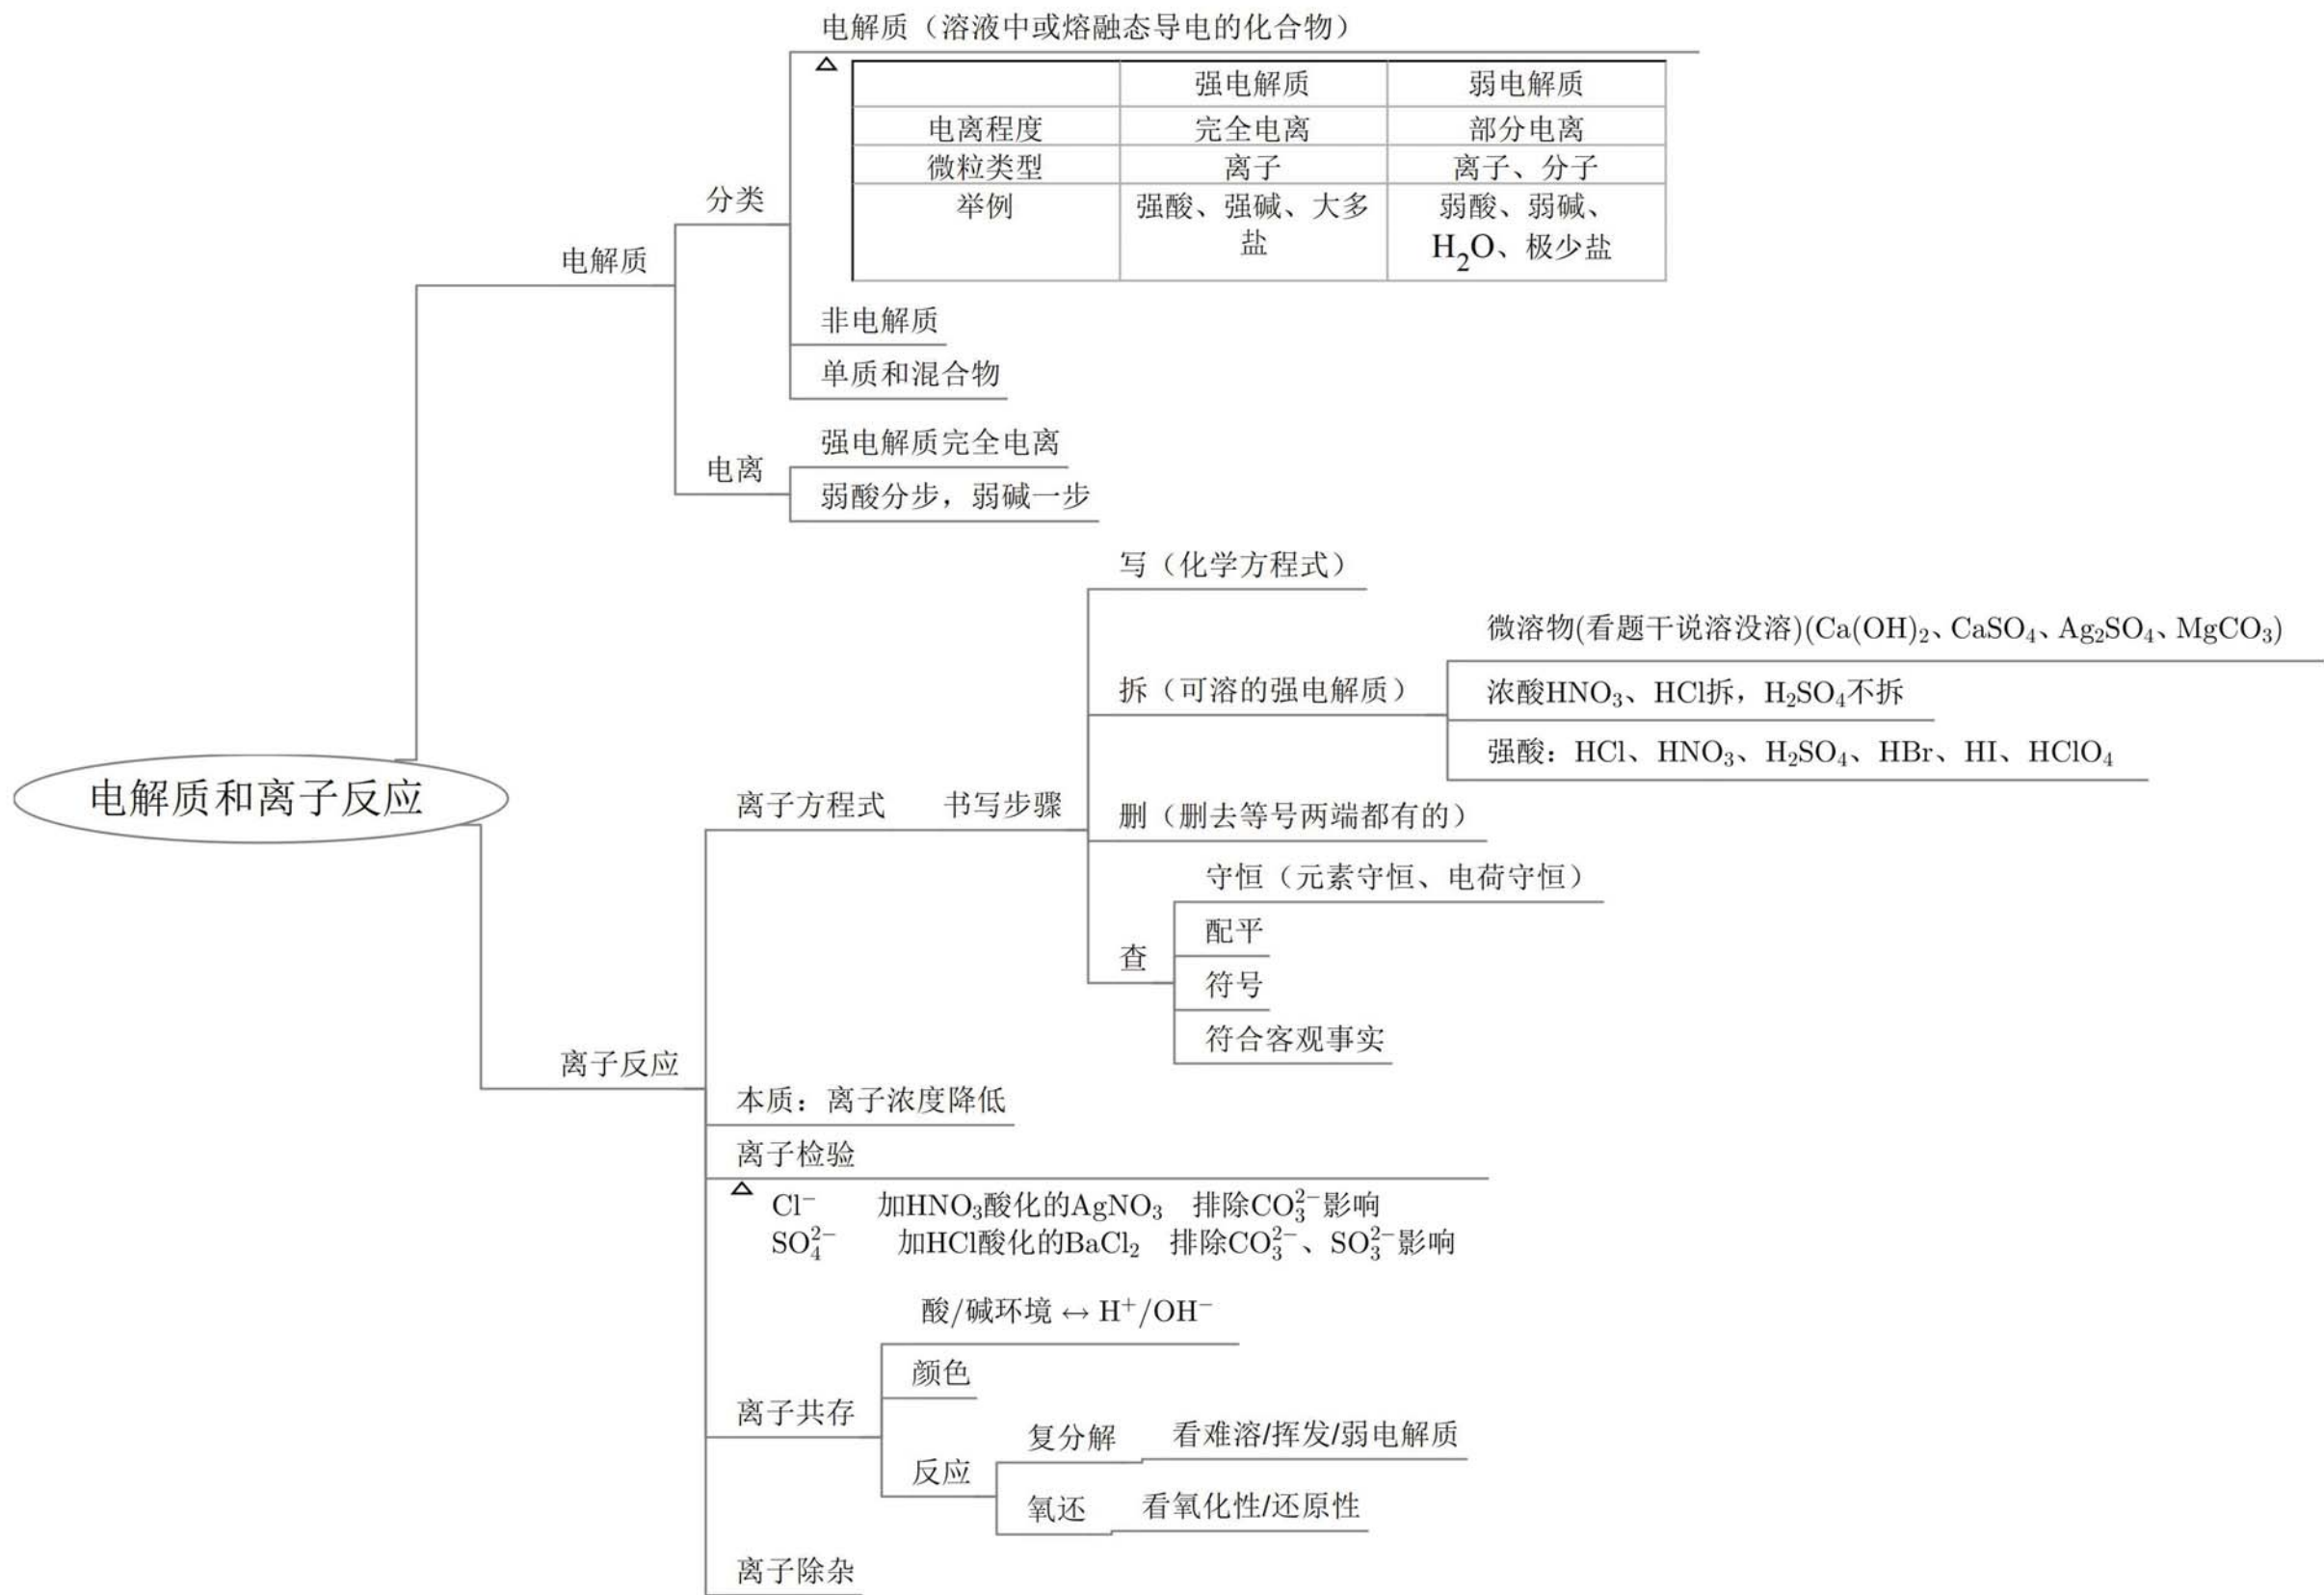 电解质（溶液中或熔融态导电的化合物）
强电解质 弱电解质
电离程度 完全电离 部分电离
微粒类型 离子 离子、分子
举例 强酸、强碱、大多 弱酸、弱碱、
盐 H₂O、极少盐
分类
电解质
非电解质
单质和混合物
强电解质完全电离
电离
弱酸分步，弱碱一步
写（化学方程式）
微溶物(看题干说溶没溶)(Ca(OH)₂、CaSO₄、Ag₂SO₄、MgCO₃)
拆（可溶的强电解质）
浓酸HNO₃、HCl拆，H₂SO₄不拆
强酸：HCl、HNO₃、H₂SO₄、HBr、HI、HClO₄
电解质和离子反应
离子方程式 书写步骤
删（删去等号两端都有的）
守恒（元素守恒、电荷守恒）
配平
查
符号
符合客观事实
离子反应
本质：离子浓度降低
离子检验
Cl⁻ 加HNO₃酸化的AgNO₃ 排除CO₃²⁻影响
SO₄²⁻ 加HCl酸化的BaCl₂ 排除CO₃²⁻、SO₃²⁻影响
酸/碱环境 ↔ H⁺/OH⁻
颜色
离子共存
复分解 看难溶/挥发/弱电解质
反应
氧还 看氧化性/还原性
离子除杂